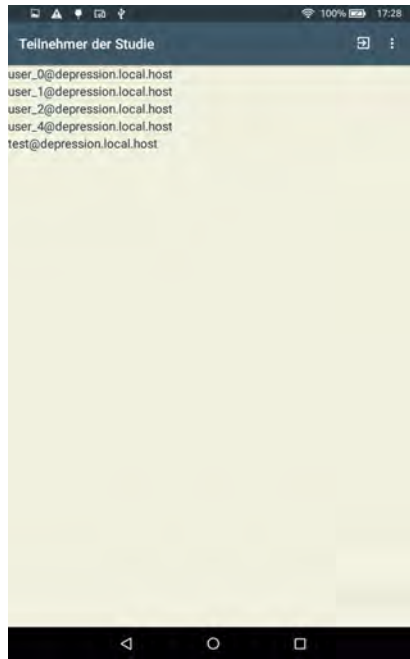 100% 17:28
Teilnehmer der Studie
user_0@depression.local.host
user_1@depression.local.host
user_2@depression.local.host
user_4@depression.local.host
test@depression.local.host